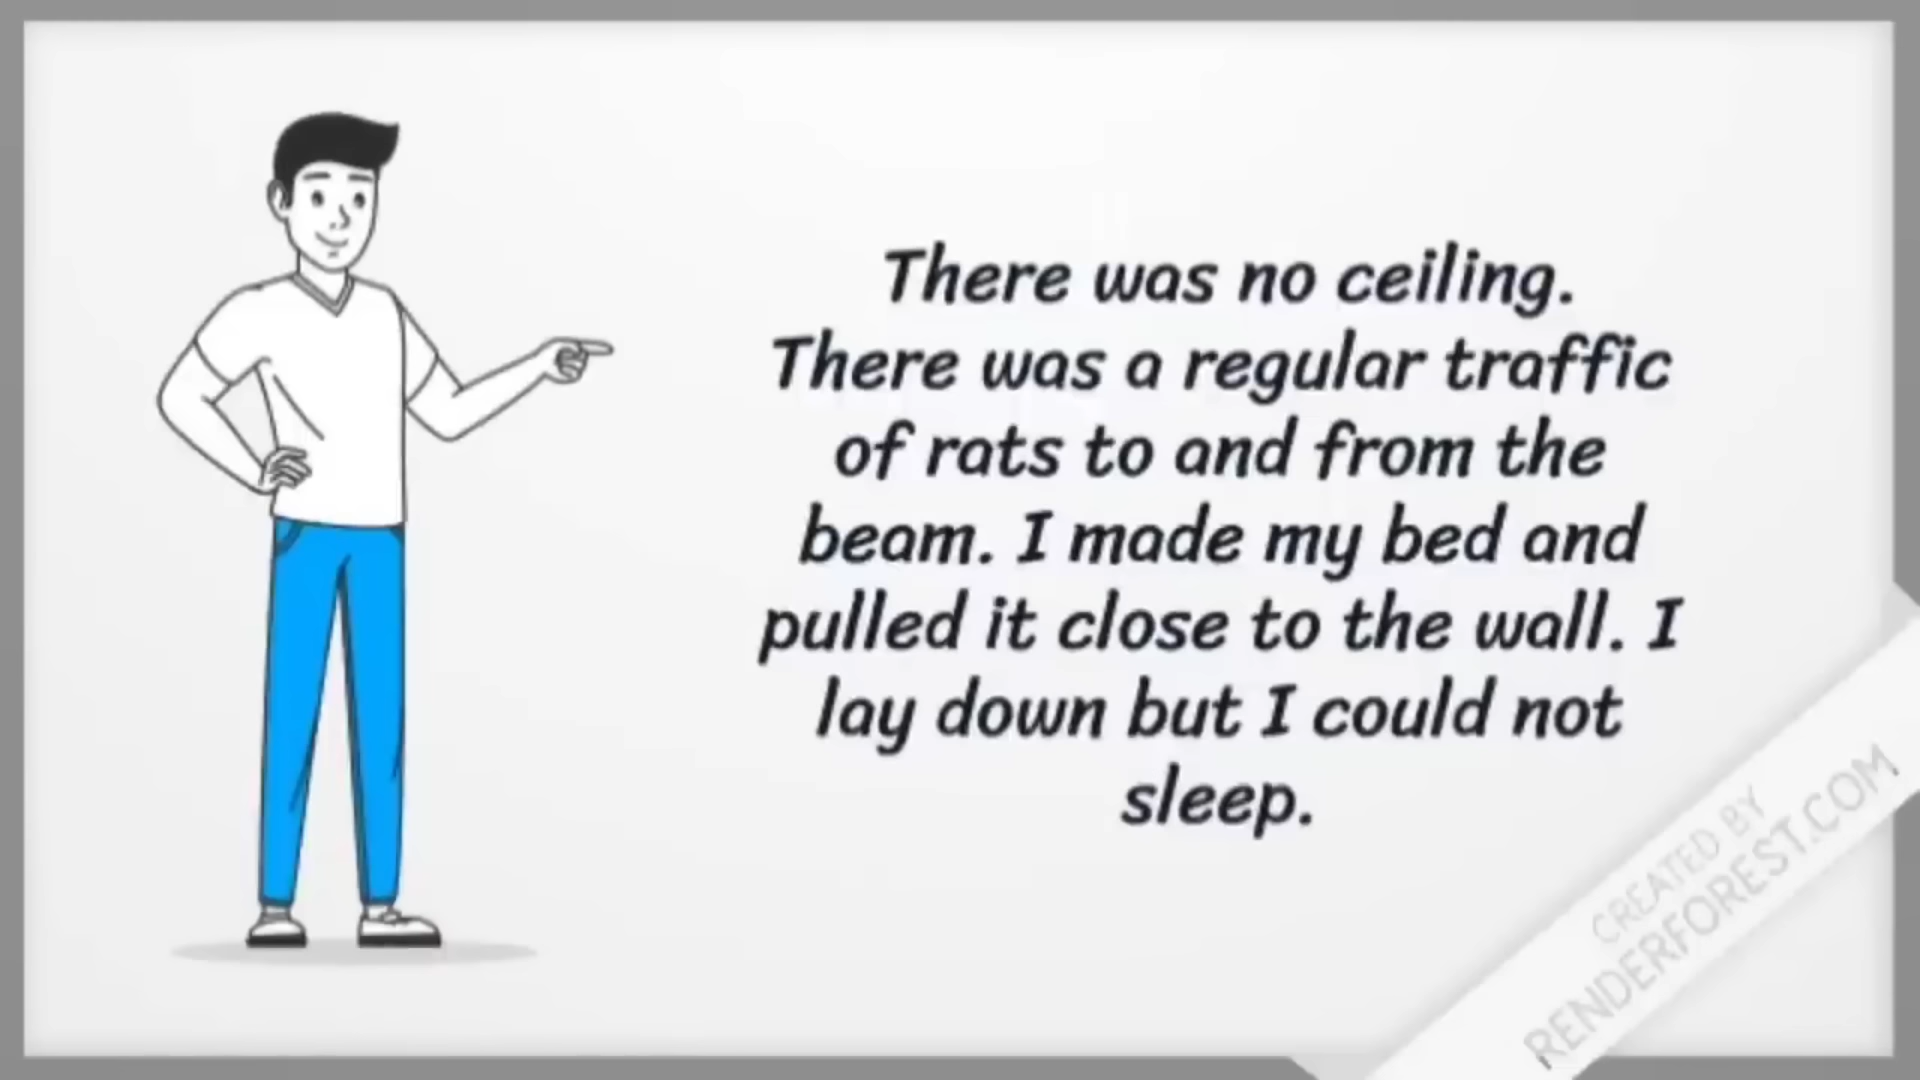 There was no ceiling.
There was a regular traffic
of rats to and from the
beam. I made my bed and
pulled it close to the wall. I
lay down but I could not
sleep.
CREATED BY
RENDERFOREST.COM